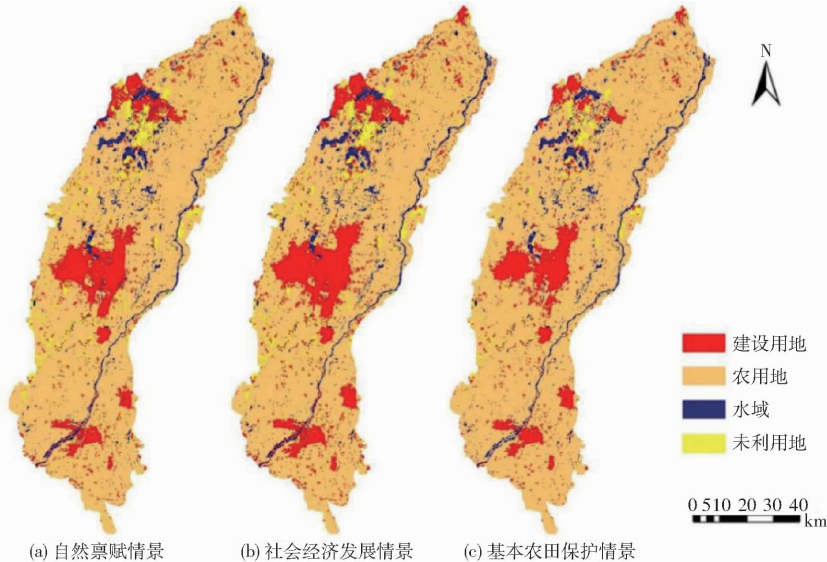 N
建设用地
农用地
水域
未利用地
0 5 10 20 30 40
km
(a) 自然禀赋情景
(b) 社会经济发展情景
(c) 基本农田保护情景